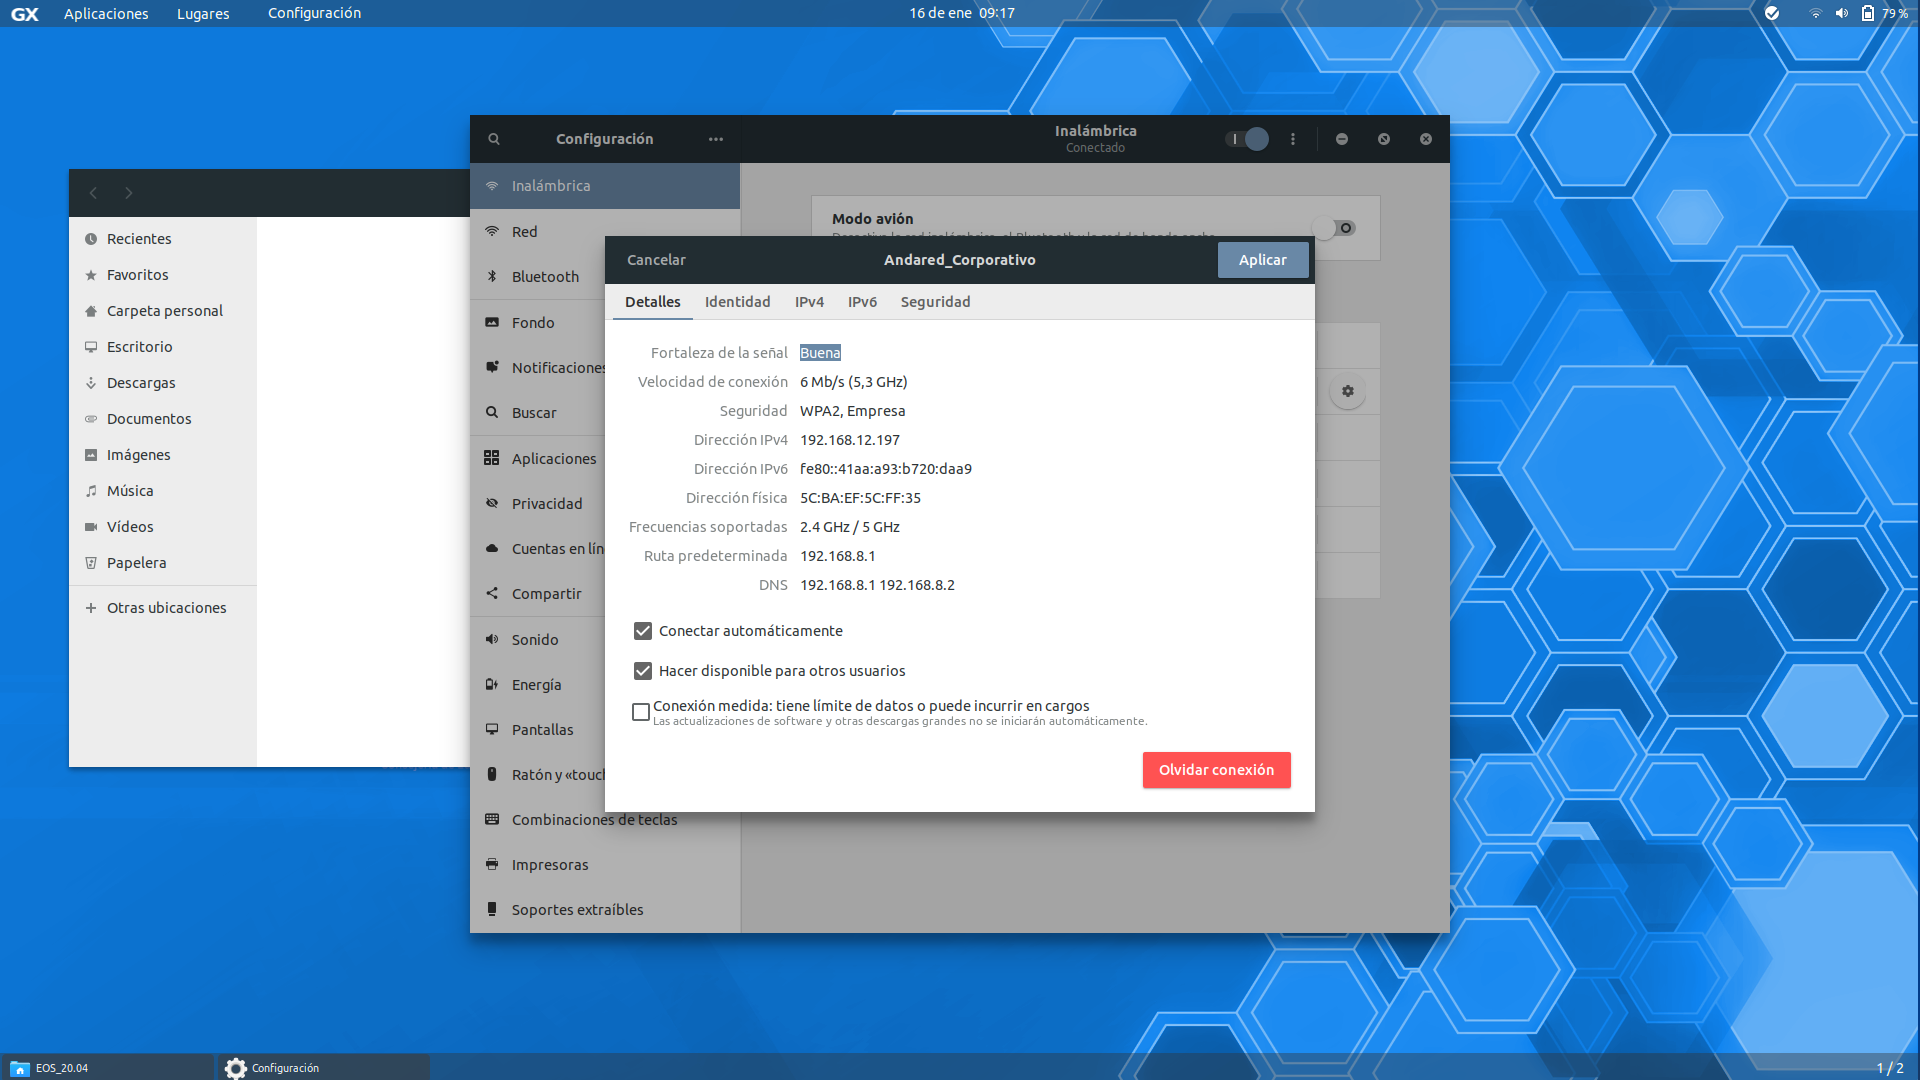 GX Aplicaciones Lugares Configuración 16 de ene 09:17 79 %
Configuración
Inalámbrica
Conectado
Recientes
Favoritos
Carpeta personal
Escritorio
Descargas
Documentos
Imágenes
Música
Vídeos
Papelera
Otras ubicaciones
Inalámbrica
Red
Bluetooth
Fondo
Notificaciones
Buscar
Aplicaciones
Privacidad
Cuentas en lín
Compartir
Sonido
Energía
Pantallas
Ratón y «touc
Combinaciones de teclas
Impresoras
Soportes extraíbles
Modo avión
Cancelar Andared_Corporativo Aplicar
Detalles Identidad IPv4 IPv6 Seguridad
Fortaleza de la señal Buena
Velocidad de conexión 6 Mb/s (5,3 GHz)
Seguridad WPA2, Empresa
Dirección IPv4 192.168.12.197
Dirección IPv6 fe80::41aa:a93:b720:daa9
Dirección física 5C:BA:EF:5C:FF:35
Frecuencias soportadas 2.4 GHz / 5 GHz
Ruta predeterminada 192.168.8.1
DNS 192.168.8.1 192.168.8.2
Conectar automáticamente
Hacer disponible para otros usuarios
Conexión medida: tiene límite de datos o puede incurrir en cargos
Las actualizaciones de software y otras descargas grandes no se iniciarán automáticamente.
Olvidar conexión
EOS_20.04 Configuración 1 / 2